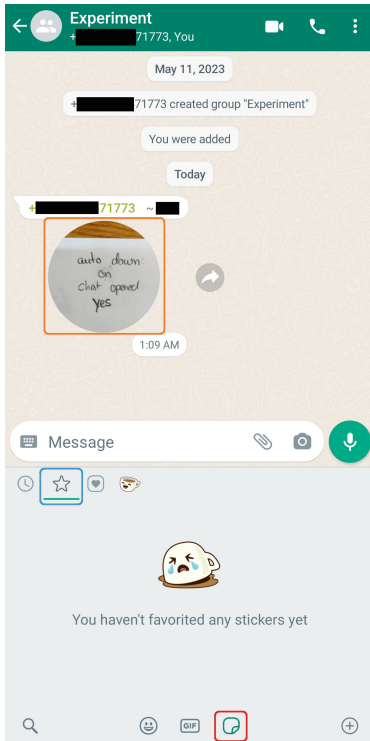 Experiment
+71773, You
May 11, 2023
+71773 created group "Experiment"
You were added
Today
+71773 ~
auto down:
on
chat opened:
Yes
1:09 AM
Message
You haven't favorited any stickers yet
GIF